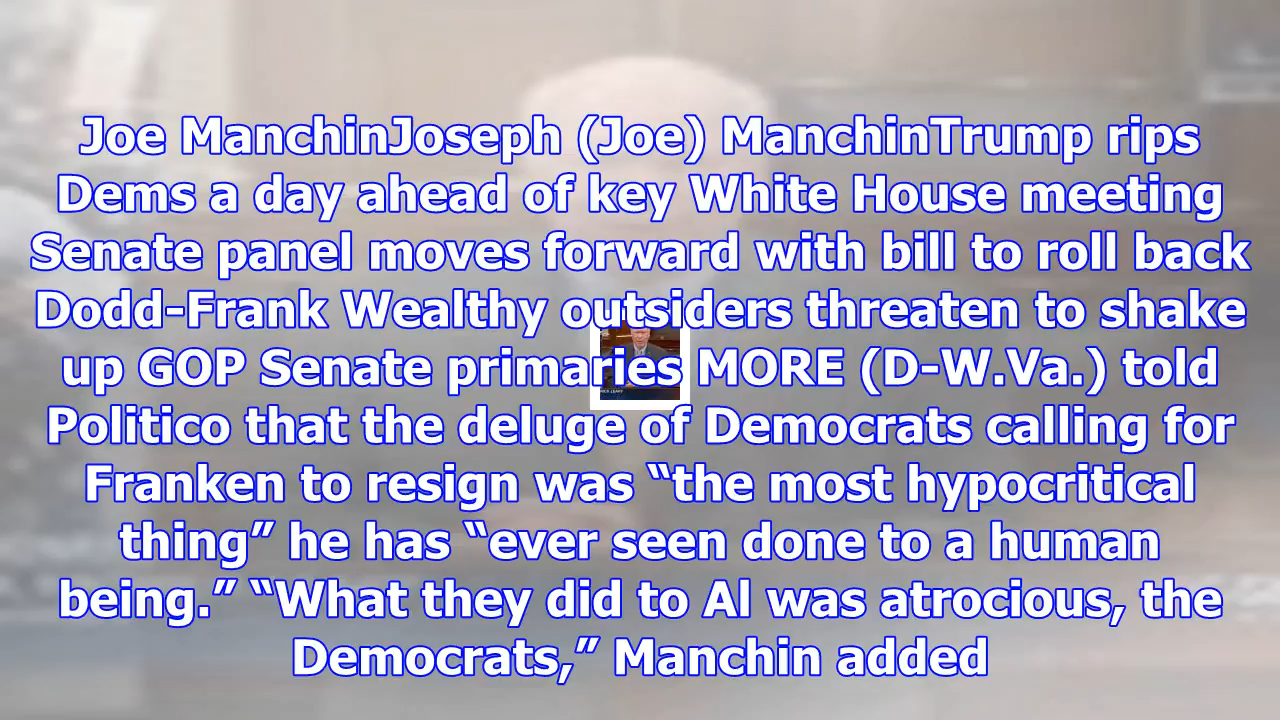 Joe ManchinJoseph (Joe) ManchinTrump rips
Dems a day ahead of key White House meeting
Senate panel moves forward with bill to roll back
Dodd-Frank Wealthy outsiders threaten to shake
up GOP Senate primaries MORE (D-W.Va.) told
Politico that the deluge of Democrats calling for
Franken to resign was “the most hypocritical
thing” he has “ever seen done to a human
being.” “What they did to Al was atrocious, the
Democrats,” Manchin added